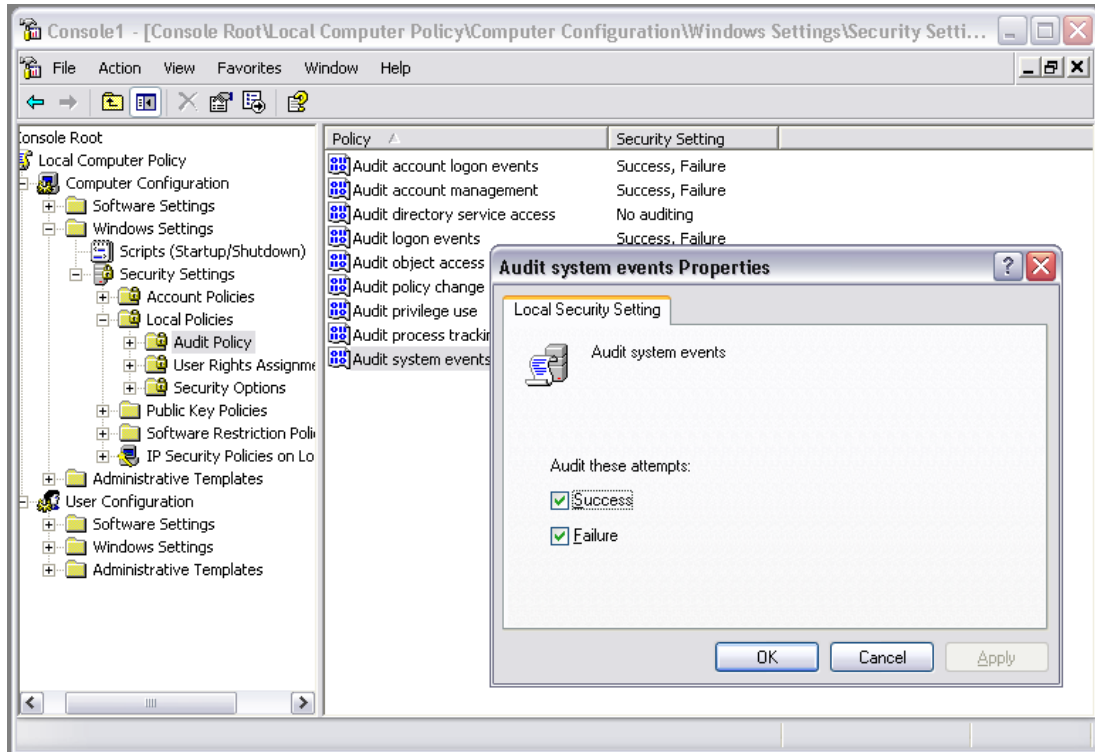 Console1 - [Console Root\Local Computer Policy\Computer Configuration\Windows Settings\Security Setti...
File Action View Favorites Window Help
Console Root
Local Computer Policy
Computer Configuration
Software Settings
Windows Settings
Scripts (Startup/Shutdown)
Security Settings
Account Policies
Local Policies
Audit Policy
User Rights Assignme
Security Options
Public Key Policies
Software Restriction Poli
IP Security Policies on Lo
Administrative Templates
User Configuration
Software Settings
Windows Settings
Administrative Templates
Policy Security Setting
Audit account logon events Success, Failure
Audit account management Success, Failure
Audit directory service access No auditing
Audit logon events Success, Failure
Audit object access
Audit policy change
Audit privilege use
Audit process trackin
Audit system events
Audit system events Properties
Local Security Setting
Audit system events
Audit these attempts:
Success
Failure
OK Cancel Apply